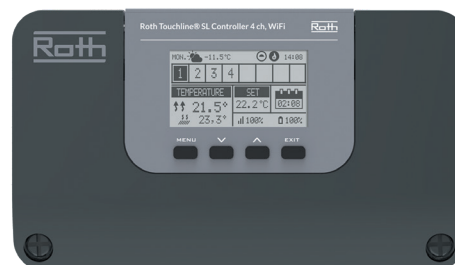 Roth
Roth Touchline® SL Controller 4 ch, WiFi
Roth
MON. -11.5°C 14:06
1 2 3 4
TEMPERATURE SET
21.5° 22.2°C 02:08
23,3° 100% 100%
MENU EXIT